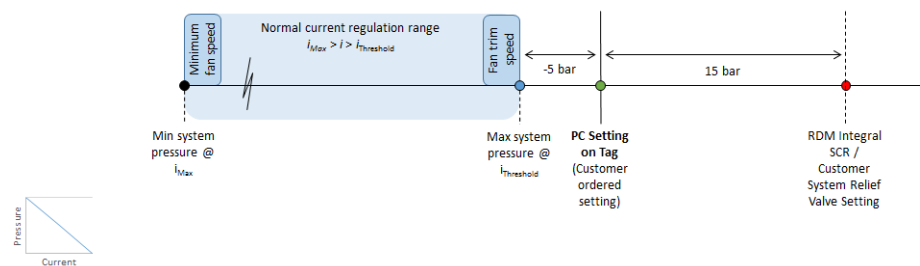 Minimum
fan speed
Normal current regulation range
iMax > i > iThreshold
Fan trim
speed
-5 bar
15 bar
Min system
pressure @
iMax
Max system
pressure @
iThreshold
PC Setting
on Tag
(Customer
ordered
setting)
RDM Integral
SCR /
Customer
System Relief
Valve Setting
Pressure
Current